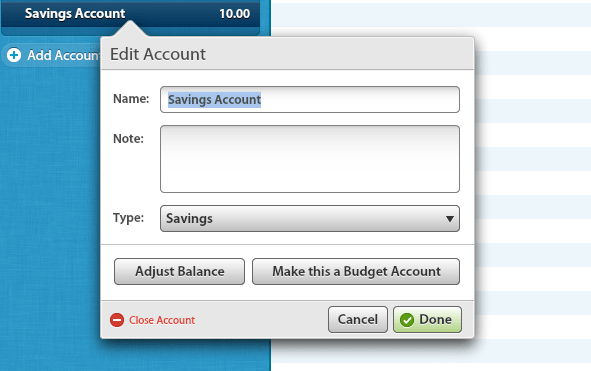 Savings Account 10.00
Add Accoun
Edit Account
Name: Savings Account
Note:
Type: Savings
Adjust Balance Make this a Budget Account
Close Account Cancel Done